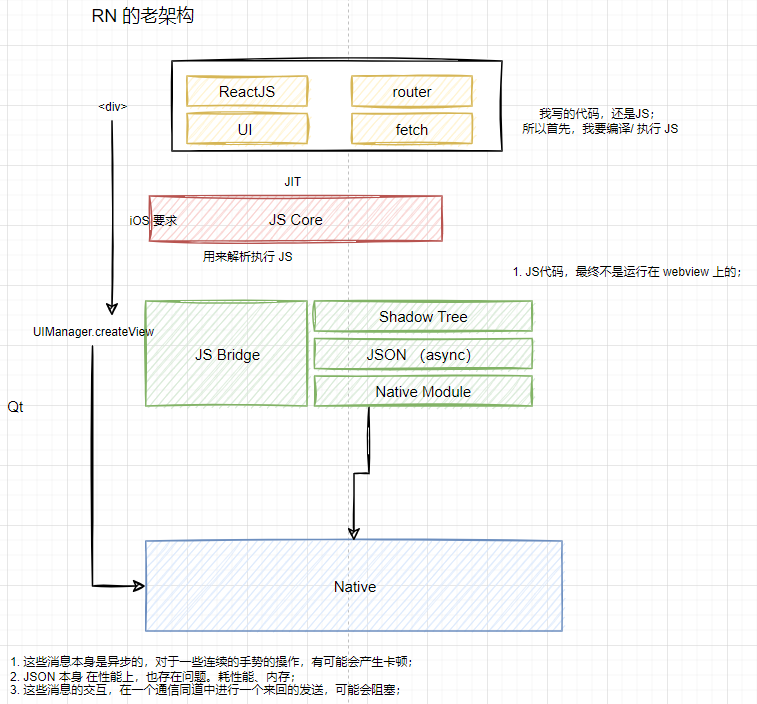 RN 的老架构
ReactJS
router
<div>
UI
fetch
我写的代码，还是JS；
所以首先，我要编译/ 执行 JS
JIT
iOS 要求
JS Core
用来解析执行 JS
1. JS代码，最终不是运行在 webview 上的；
Shadow Tree
UIManager.createView
JS Bridge
JSON （async）
Native Module
Qt
Native
1. 这些消息本身是异步的，对于一些连续的手势的操作，有可能会产生卡顿；
2. JSON 本身 在性能上，也存在问题。耗性能、内存；
3. 这些消息的交互，在一个通信同道中进行一个来回的发送，可能会阻塞；